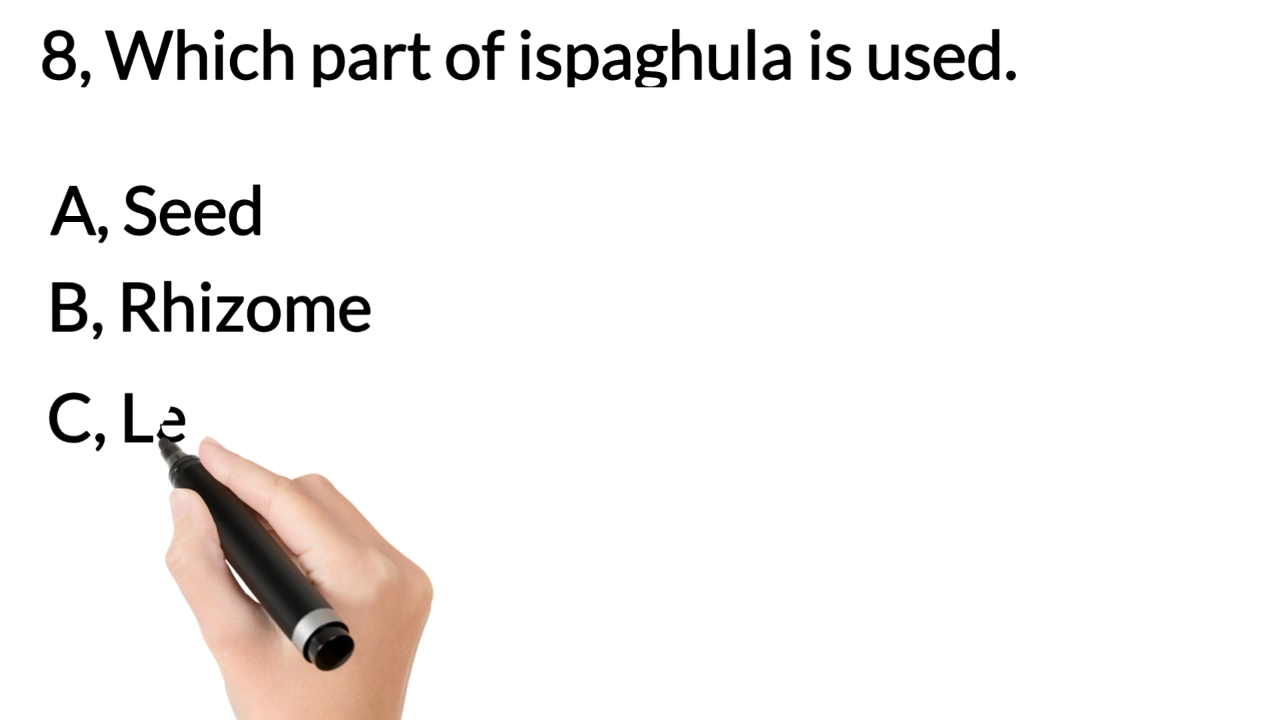 8, Which part of ispaghula is used.
A, Seed
B, Rhizome
C, Le